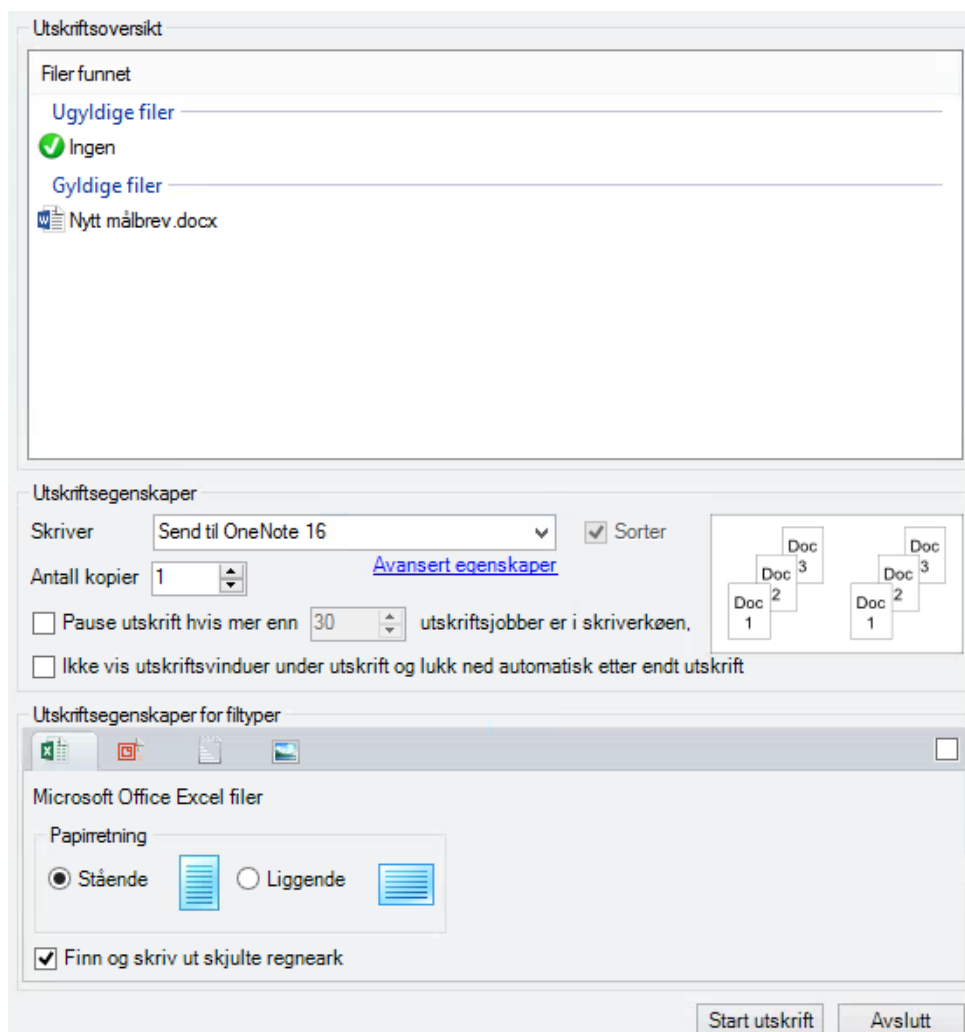 Utskriftsoversikt
Filer funnet
Ugyldige filer
Ingen
Gyldige filer
Nytt målbrev.docx
Utskriftsegenskaper
Skriver Send til OneNote 16 Sorter
Antall kopier 1 Avansert egenskaper
Pause utskrift hvis mer enn 30 utskriftsjobber er i skriverkøen,
Ikke vis utskriftsvinduer under utskrift og lukk ned automatisk etter endt utskrift
Doc 3 Doc 3
Doc 2 Doc 2
Doc 1 Doc 1
Utskriftsegenskaper for filtyper
Microsoft Office Excel filer
Papirretning
Stående Liggende
Finn og skriv ut skjulte regneark
Start utskrift Avslutt